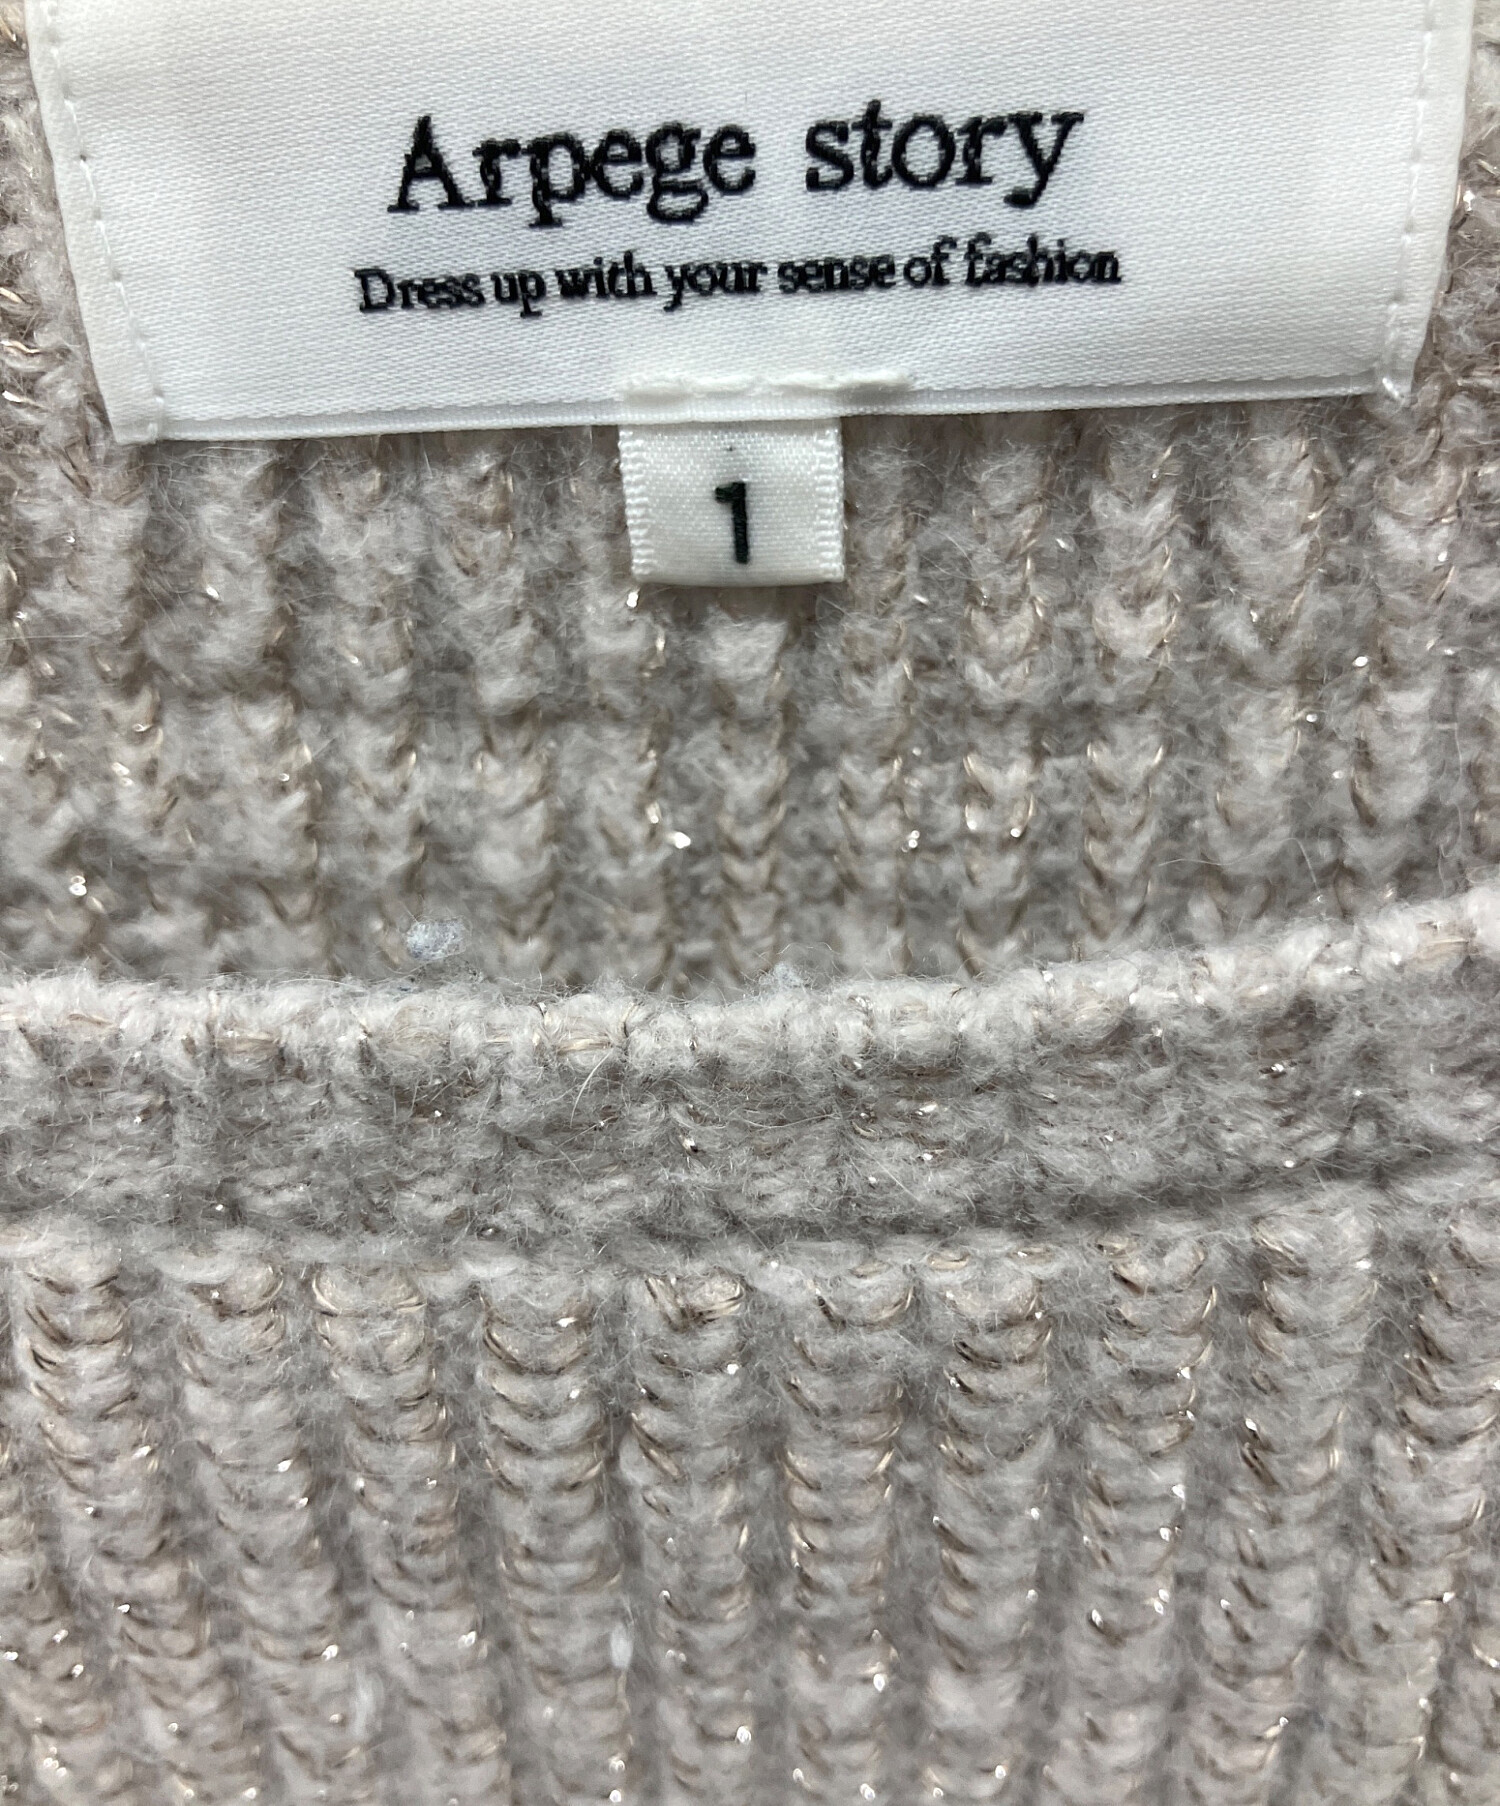 Arpege story
Dress up with your sense of fashion
1